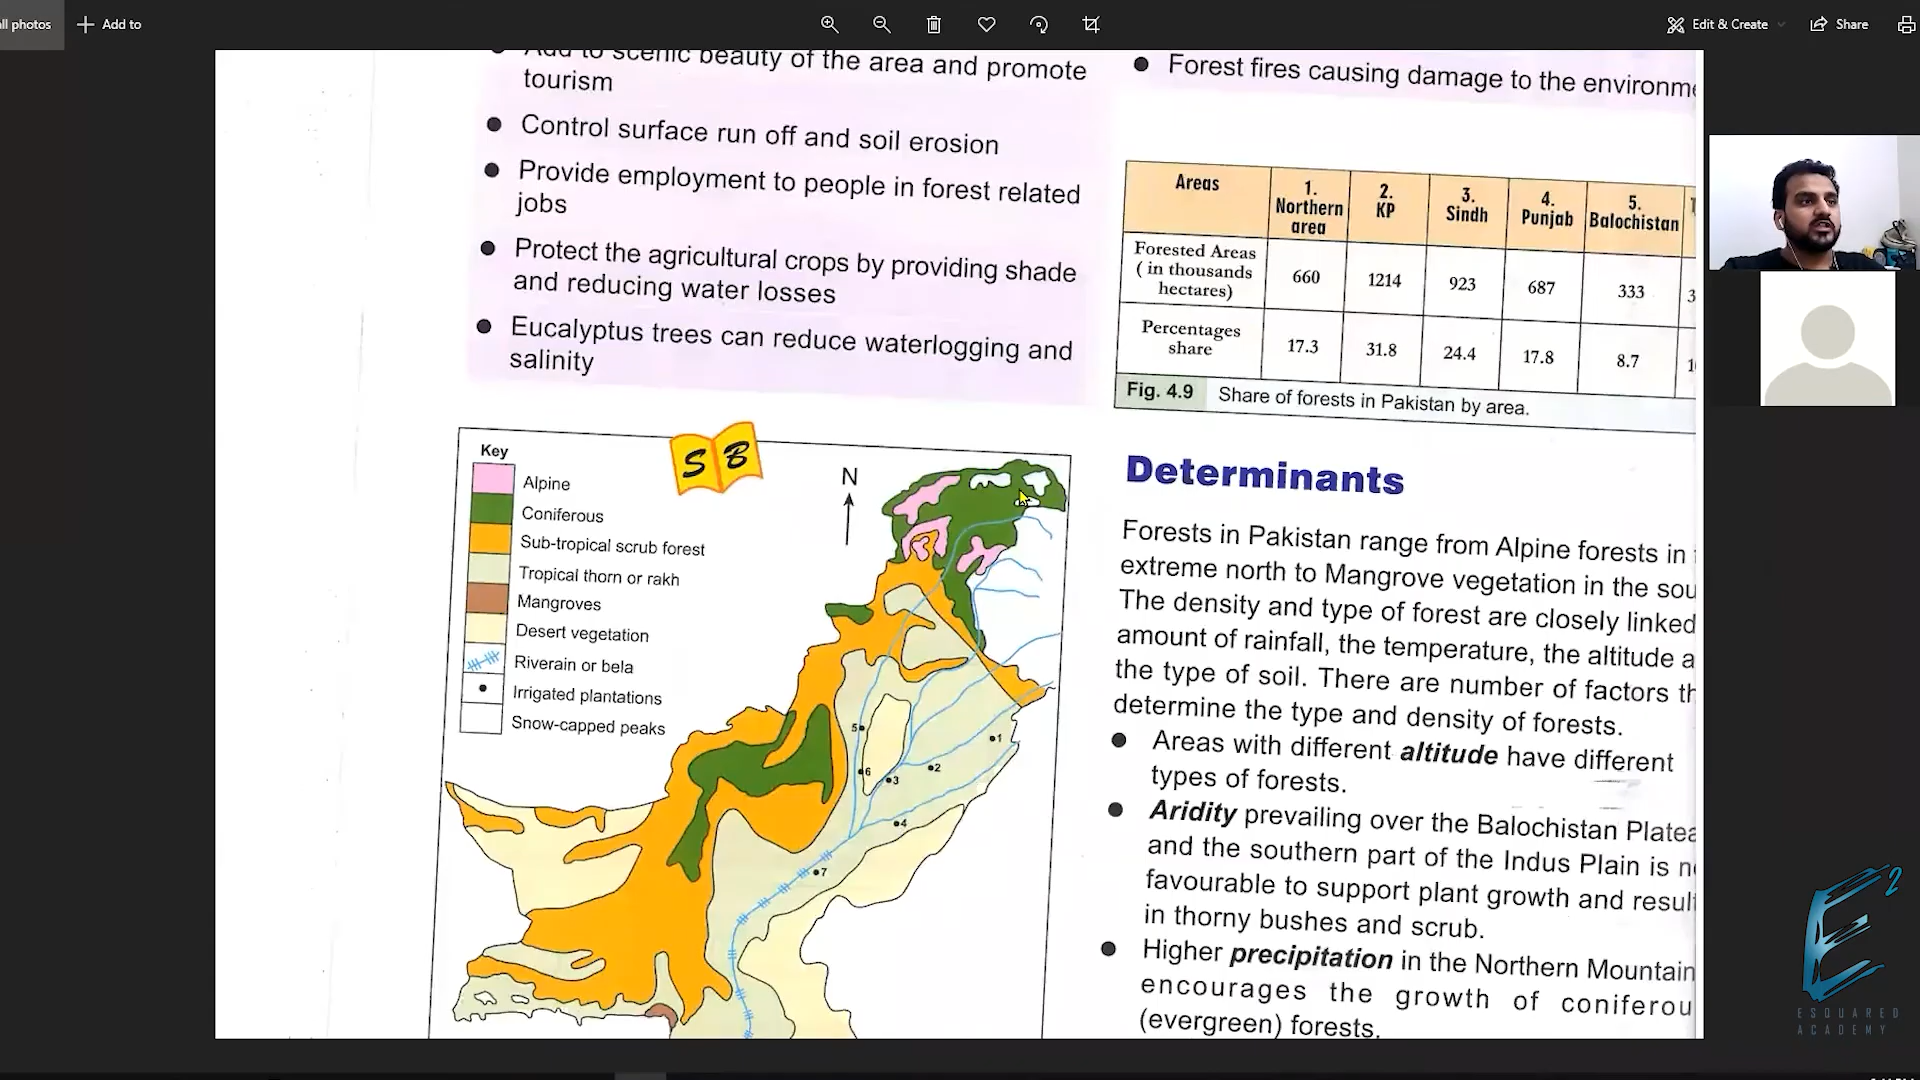 all photos
Add to
Edit & Create
Share
Add to scenic beauty of the area and promote
tourism
Control surface run off and soil erosion
Provide employment to people in forest related
jobs
Protect the agricultural crops by providing shade
and reducing water losses
Eucalyptus trees can reduce waterlogging and
salinity
Forest fires causing damage to the environme
Areas 1. Northern area 2. KP 3. Sindh 4. Punjab 5. Balochistan
Forested Areas ( in thousands hectares) 660 1214 923 687 333 3
Percentages share 17.3 31.8 24.4 17.8 8.7 1
Fig. 4.9 Share of forests in Pakistan by area.
Key
Alpine
Coniferous
Sub-tropical scrub forest
Tropical thorn or rakh
Mangroves
Desert vegetation
Riverain or bela
Irrigated plantations
Snow-capped peaks
S B
N
5
1
6
3
2
4
7
Determinants
Forests in Pakistan range from Alpine forests in
extreme north to Mangrove vegetation in the sou
The density and type of forest are closely linked
amount of rainfall, the temperature, the altitude a
the type of soil. There are number of factors th
determine the type and density of forests.
Areas with different altitude have different
types of forests.
Aridity prevailing over the Balochistan Platea
and the southern part of the Indus Plain is n
favourable to support plant growth and resul
in thorny bushes and scrub.
Higher precipitation in the Northern Mountain
encourages the growth of coniferou
(evergreen) forests.
E2
ESQUARED
ACADEMY